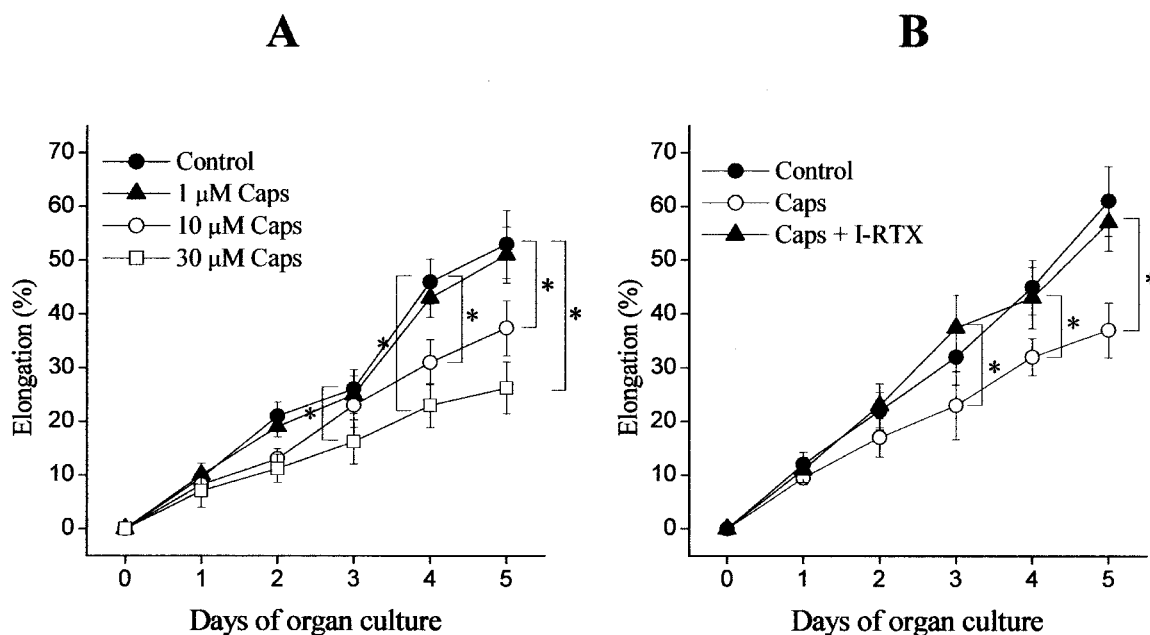 A
Elongation (%)
70
60
50
40
30
20
10
0
Control
1 μM Caps
10 μM Caps
30 μM Caps
*
*
*
*
*
0 1 2 3 4 5
Days of organ culture
B
Elongation (%)
70
60
50
40
30
20
10
0
Control
Caps
Caps + I-RTX
*
*
0 1 2 3 4 5
Days of organ culture